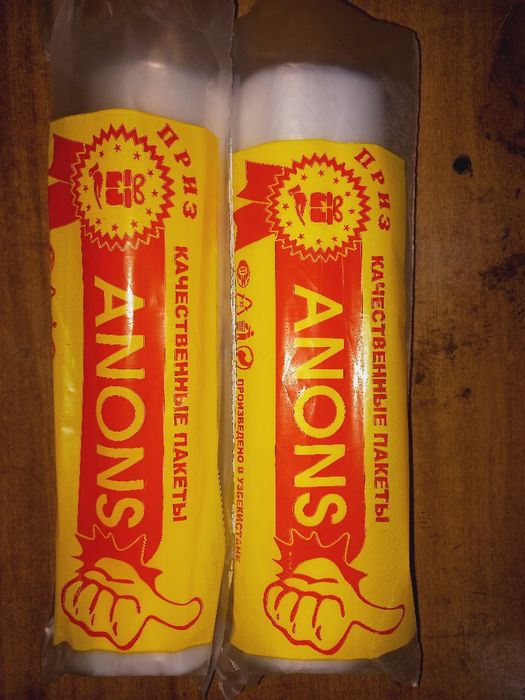 ПРИЗ
ANONS
КАЧЕСТВЕННЫЕ ПАКЕТЫ
ПРИЗ
ANONS
КАЧЕСТВЕННЫЕ ПАКЕТЫ
ПРОИЗВЕДЕНО В УЗБЕКИСТАНЕ